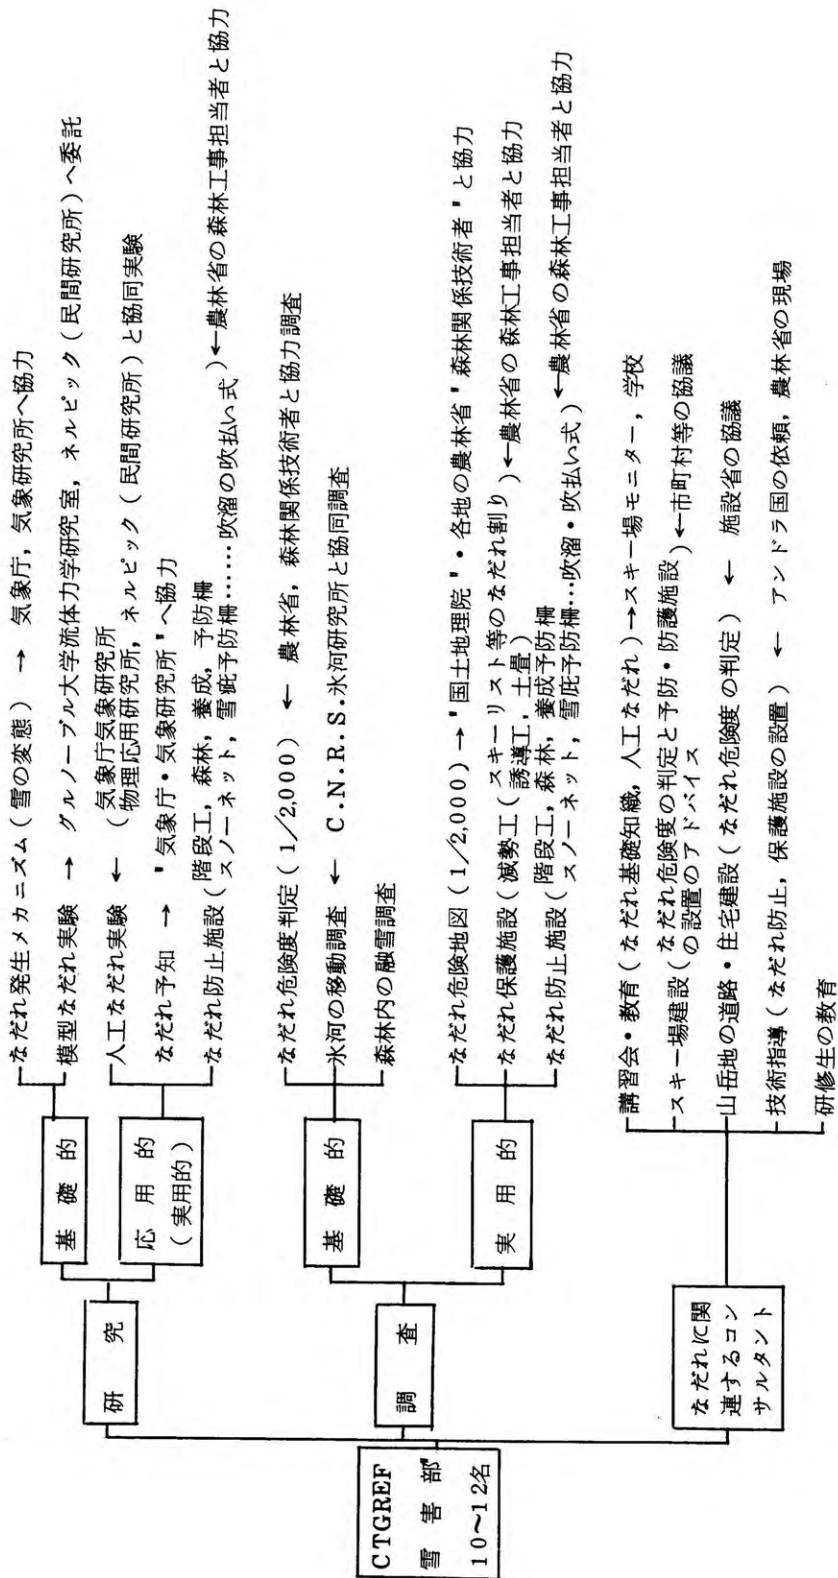 CTGREF
雪害部
10〜12名
研究
基礎的
なだれ発生メカニズム(雪の変態) → 気象庁,気象研究所へ協力
模型なだれ実験 → グルノーブル大学流体力学研究室,ネルピック(民間研究所)へ委託
応用的
(実用的)
人工なだれ実験 ← (気象庁気象研究所
物理応用研究所,ネルピック(民間研究所)と協同実験
なだれ予知 → "気象庁・気象研究所"へ協力
なだれ防止施設(階段工,森林,養成,予防柵
スノーネット,雪庇予防柵……吹溜の吹払い式)←農林省の森林工事担当者と協力
調査
基礎的
なだれ危険度判定(1/2,000) ← 農林省,森林関係技術者と協力調査
氷河の移動調査 ← C.N.R.S.氷河研究所と協同調査
森林内の融雪調査
実用的
なだれ危険地図(1/2,000)→"国土地理院"・各地の農林省"森林関係技術者"と協力
なだれ保護施設(減勢工(スキーリスト等のなだれ割り)←農林省の森林工事担当者と協力
誘導工,土畳
なだれ防止施設(階段工,森林,養成予防柵
スノーネット,雪庇予防柵…吹溜・吹払い式)←農林省の森林工事担当者と協力
なだれに関
連するコン
サルタント
講習会・教育(なだれ基礎知識,人工なだれ)→スキー場モニター,学校
スキー場建設(なだれ危険度の判定と予防・防護施設)←市町村等の協議
の設置のアドバイス
山岳地の道路・住宅建設(なだれ危険度の判定) ← 施設省の協議
技術指導(なだれ防止,保護施設の設置) ← アンドラ国の依頼,農林省の現場
研修生の教育